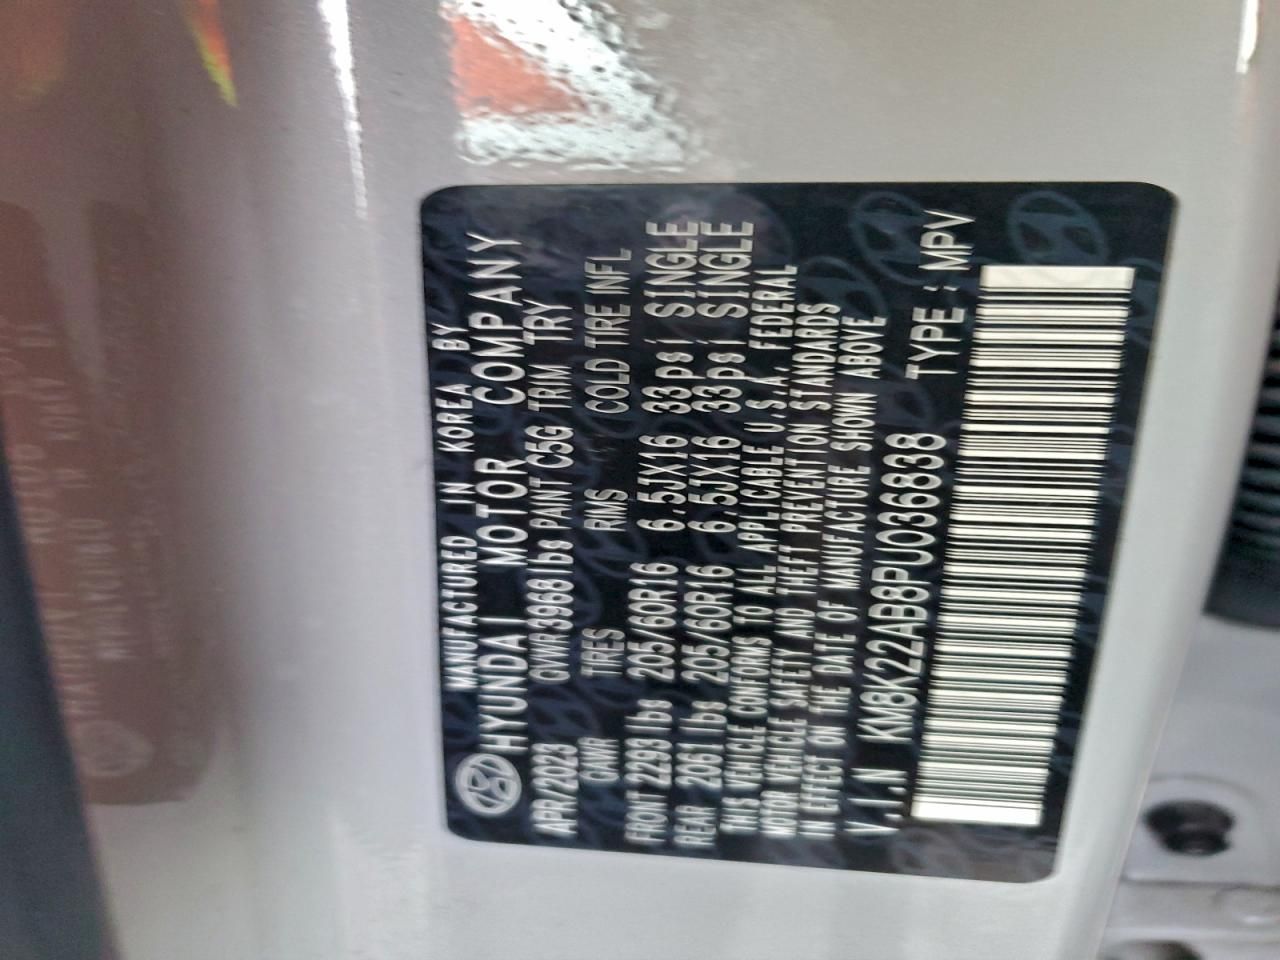 MANUFACTURED IN KOREA BY
HYUNDAI MOTOR COMPANY
APR/2023 GVWR 3968 lbs PANT C5G TRIM TRY
GAWR TIRES RMS COLD TIRE INFL
FRONT 2293 lbs 205/60R16 6.5JX16 33psi SINGLE
REAR 2061 lbs 205/60R16 6.5JX16 33psi SINGLE
THIS VEHICLE CONFORMS TO ALL APPLICABLE U.S.A. FEDERAL
MOTOR VEHICLE SAFETY AND THEFT PREVENTION STANDARDS
IN EFFECT ON THE DATE OF MANUFACTURE SHOWN ABOVE
V.I.N KM8K22AB8PU036838 TYPE : MPV